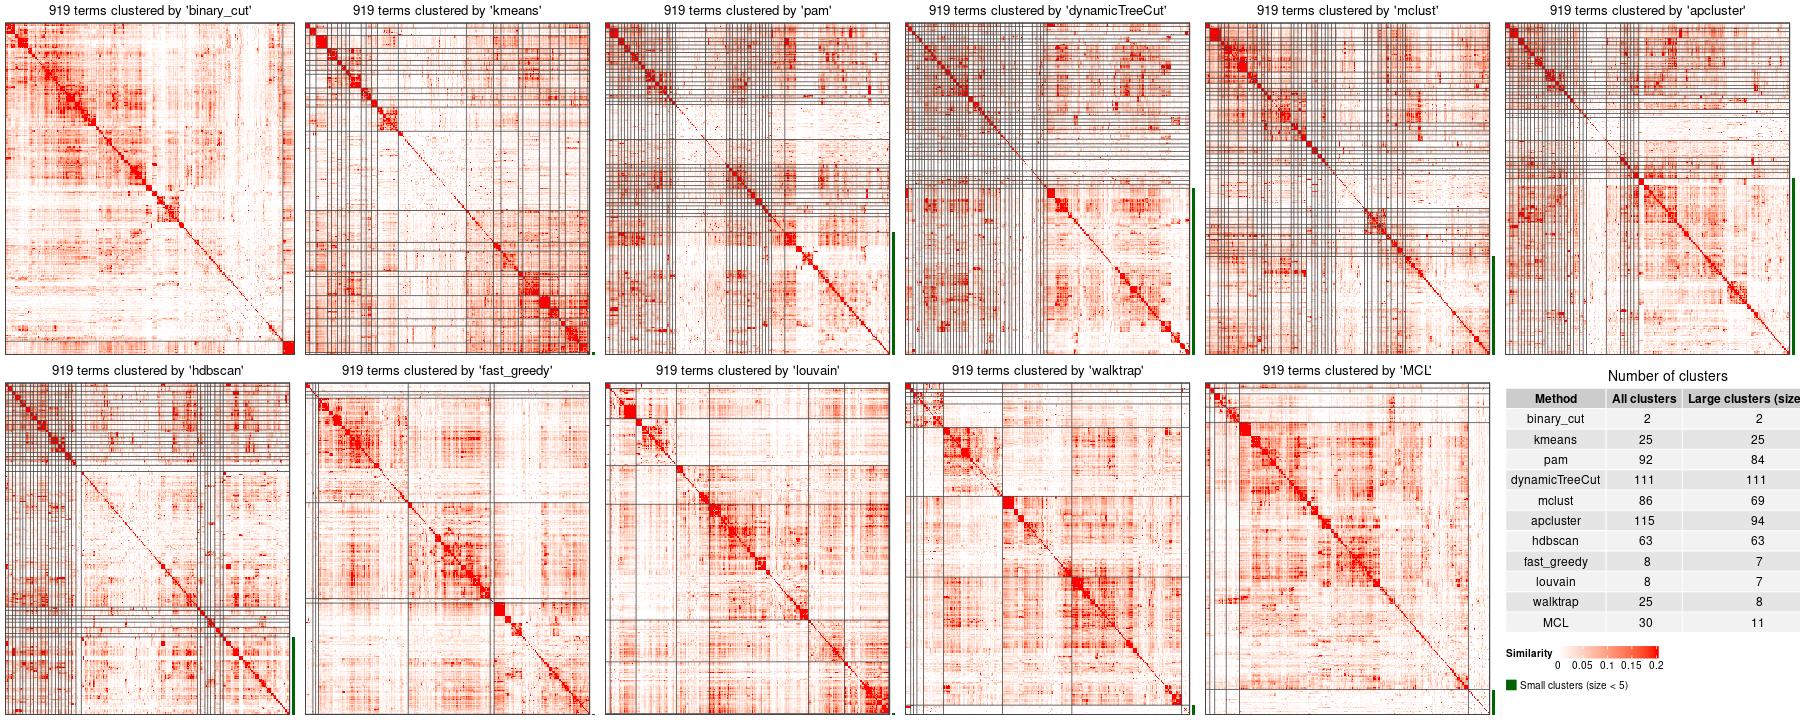 919 terms clustered by 'binary_cut'
919 terms clustered by 'kmeans'
919 terms clustered by 'pam'
919 terms clustered by 'dynamicTreeCut'
919 terms clustered by 'mclust'
919 terms clustered by 'apcluster'
919 terms clustered by 'hdbscan'
919 terms clustered by 'fast_greedy'
919 terms clustered by 'louvain'
919 terms clustered by 'walktrap'
919 terms clustered by 'MCL'
Number of clusters
Method All clusters Large clusters (size
binary_cut 2 2
kmeans 25 25
pam 92 84
dynamicTreeCut 111 111
mclust 86 69
apcluster 115 94
hdbscan 63 63
fast_greedy 8 7
louvain 8 7
walktrap 25 8
MCL 30 11
Similarity
0 0.05 0.1 0.15 0.2
Small clusters (size < 5)